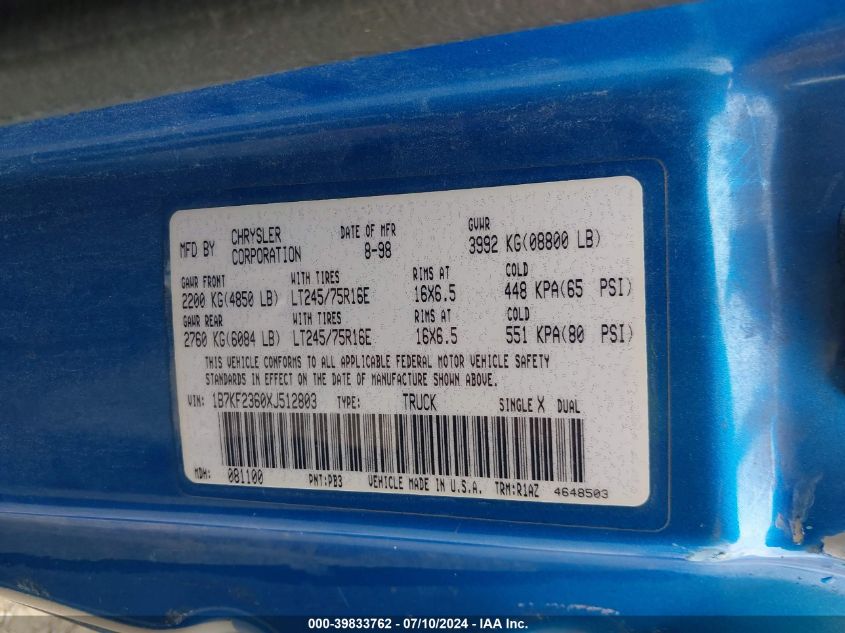 MFD BY CHRYSLER CORPORATION DATE OF MFR 8-98 GVWR 3992 KG(08800 LB)
GAWR FRONT WITH TIRES RIMS AT COLD
2200 KG(4850 LB) LT245/75R16E 16X6.5 448 KPA(65 PSI)
GAWR REAR WITH TIRES RIMS AT COLD
2760 KG(6084 LB) LT245/75R16E 16X6.5 551 KPA(80 PSI)
THIS VEHICLE CONFORMS TO ALL APPLICABLE FEDERAL MOTOR VEHICLE SAFETY
STANDARDS IN EFFECT ON THE DATE OF MANUFACTURE SHOWN ABOVE.
VIN: 1B7KF2360XJ512803 TYPE: TRUCK SINGLE X DUAL
MDH: 081100 PNT:PB3 VEHICLE MADE IN U.S.A. TRM:R1AZ 4648503
000-39833762 - 07/10/2024 - IAA Inc.